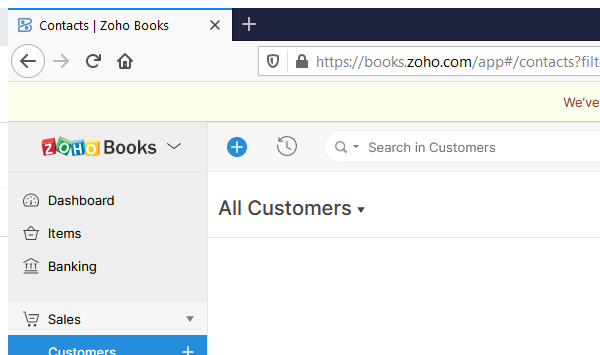 Contacts | Zoho Books
https://books.zoho.com/app#/contacts?filt
We've
ZOHO Books
Search in Customers
Dashboard
All Customers
Items
Banking
Sales
Customers